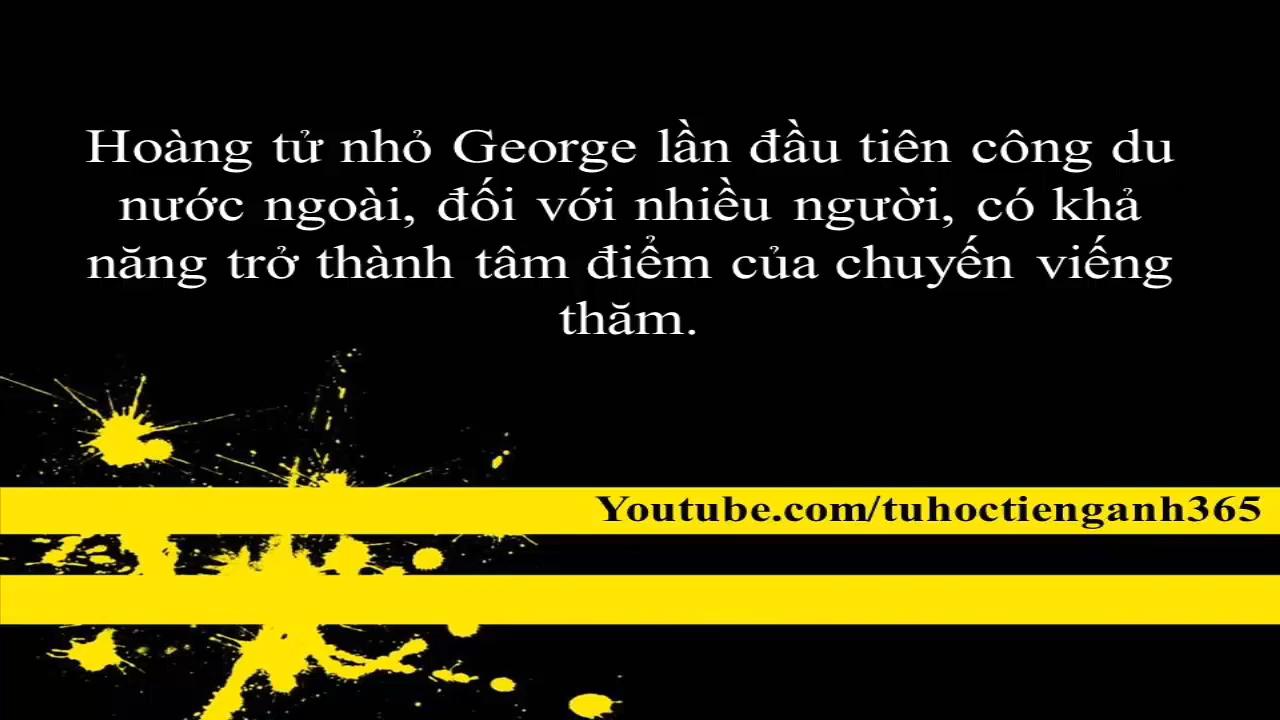 Hoàng tử nhỏ George lần đầu tiên công du
nước ngoài, đối với nhiều người, có khả
năng trở thành tâm điểm của chuyến viếng
thăm.
Youtube.com/tuhoctienganh365